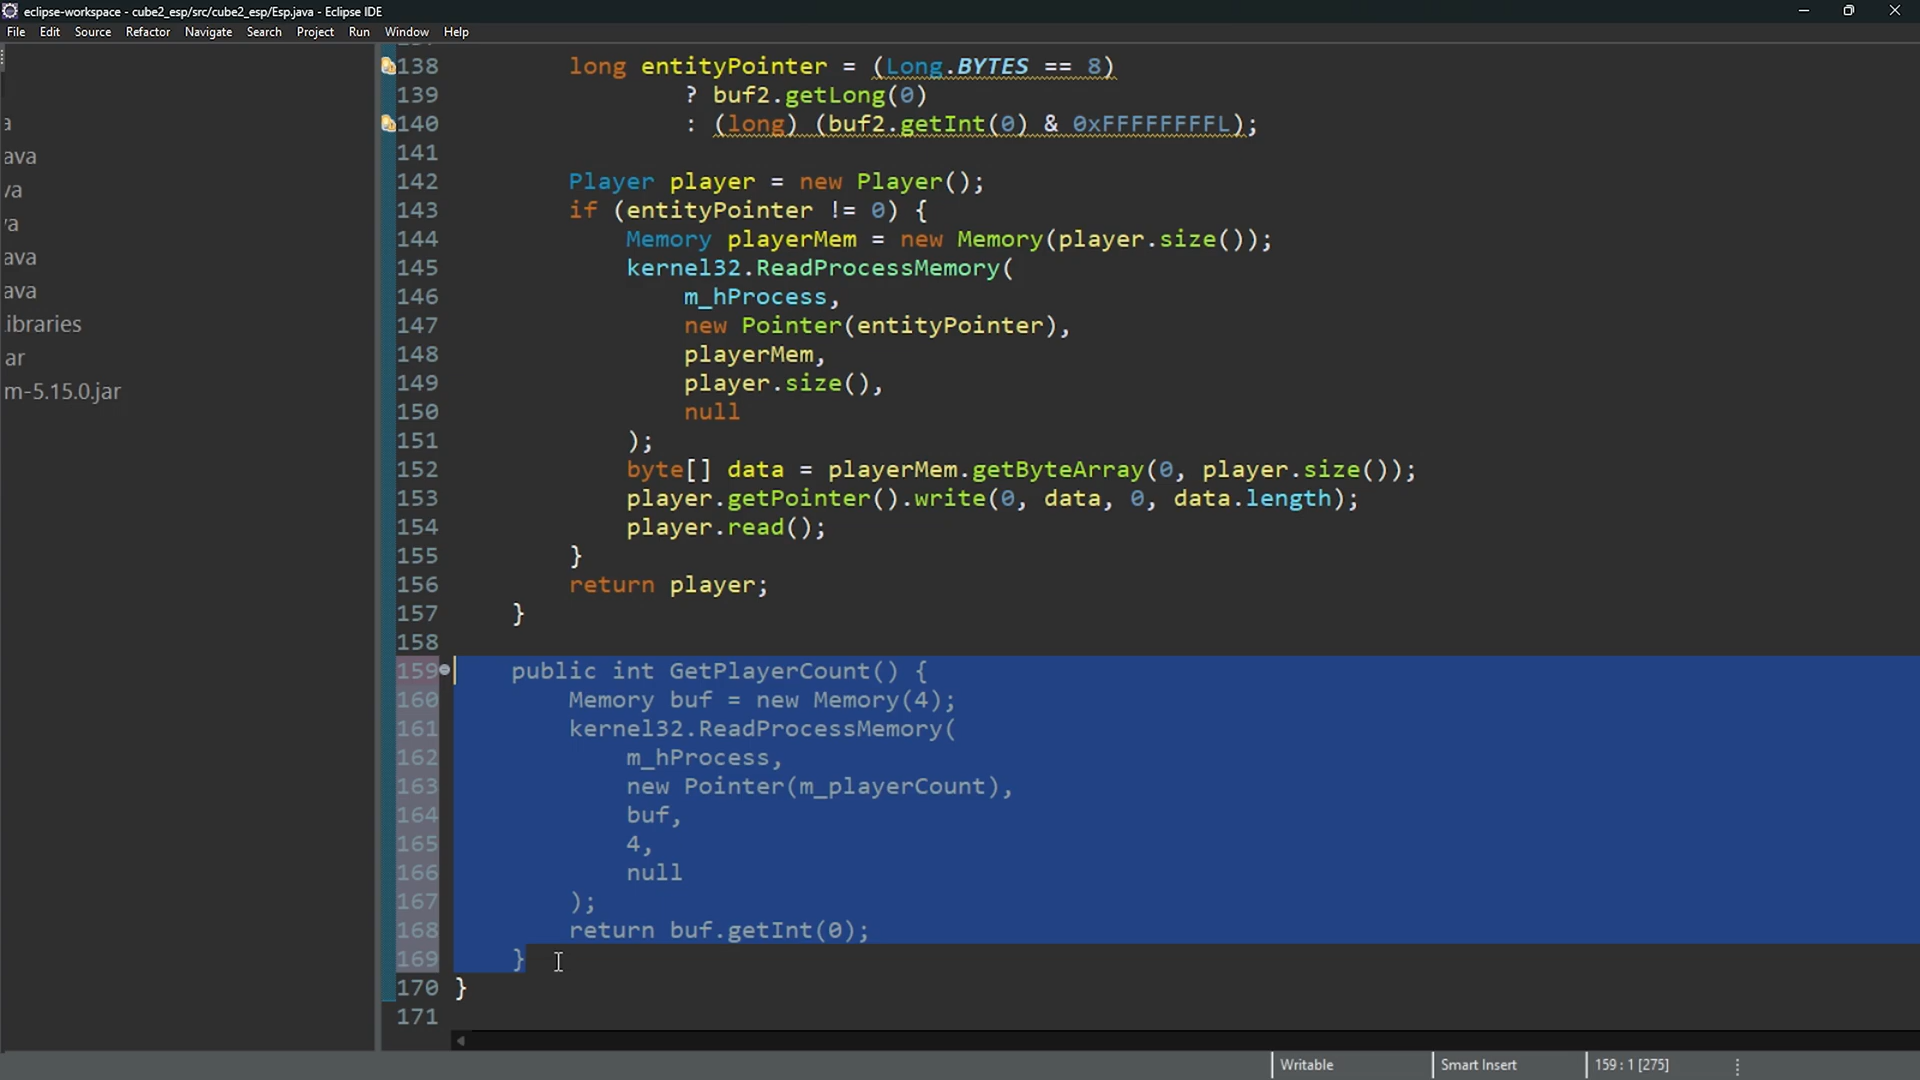 eclipse-workspace - cube2_esp/src/cube2_esp/Esp.java - Eclipse IDE
File Edit Source Refactor Navigate Search Project Run Window Help
138 long entityPointer = (Long.BYTES == 8)
139 ? buf2.getLong(0)
140 : (long) (buf2.getInt(0) & 0xFFFFFFFFL);
141
142 Player player = new Player();
143 if (entityPointer != 0) {
144 Memory playerMem = new Memory(player.size());
145 kernel32.ReadProcessMemory(
146 m_hProcess,
147 new Pointer(entityPointer),
148 playerMem,
149 player.size(),
150 null
151 );
152 byte[] data = playerMem.getByteArray(0, player.size());
153 player.getPointer().write(0, data, 0, data.length);
154 player.read();
155 }
156 return player;
157 }
158
159 public int GetPlayerCount() {
160 Memory buf = new Memory(4);
161 kernel32.ReadProcessMemory(
162 m_hProcess,
163 new Pointer(m_playerCount),
164 buf,
165 4,
166 null
167 );
168 return buf.getInt(0);
169 }
170 }
171
a
ava
va
a
ava
ava
ibraries
ar
m-5.15.0.jar
Writable Smart Insert 159 : 1 [275]